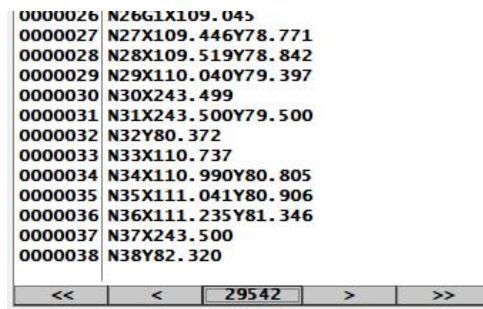 0000026 N26G1X109.045
0000027 N27X109.446Y78.771
0000028 N28X109.519Y78.842
0000029 N29X110.040Y79.397
0000030 N30X243.499
0000031 N31X243.500Y79.500
0000032 N32Y80.372
0000033 N33X110.737
0000034 N34X110.990Y80.805
0000035 N35X111.041Y80.906
0000036 N36X111.235Y81.346
0000037 N37X243.500
0000038 N38Y82.320
<< < 29542 > >>